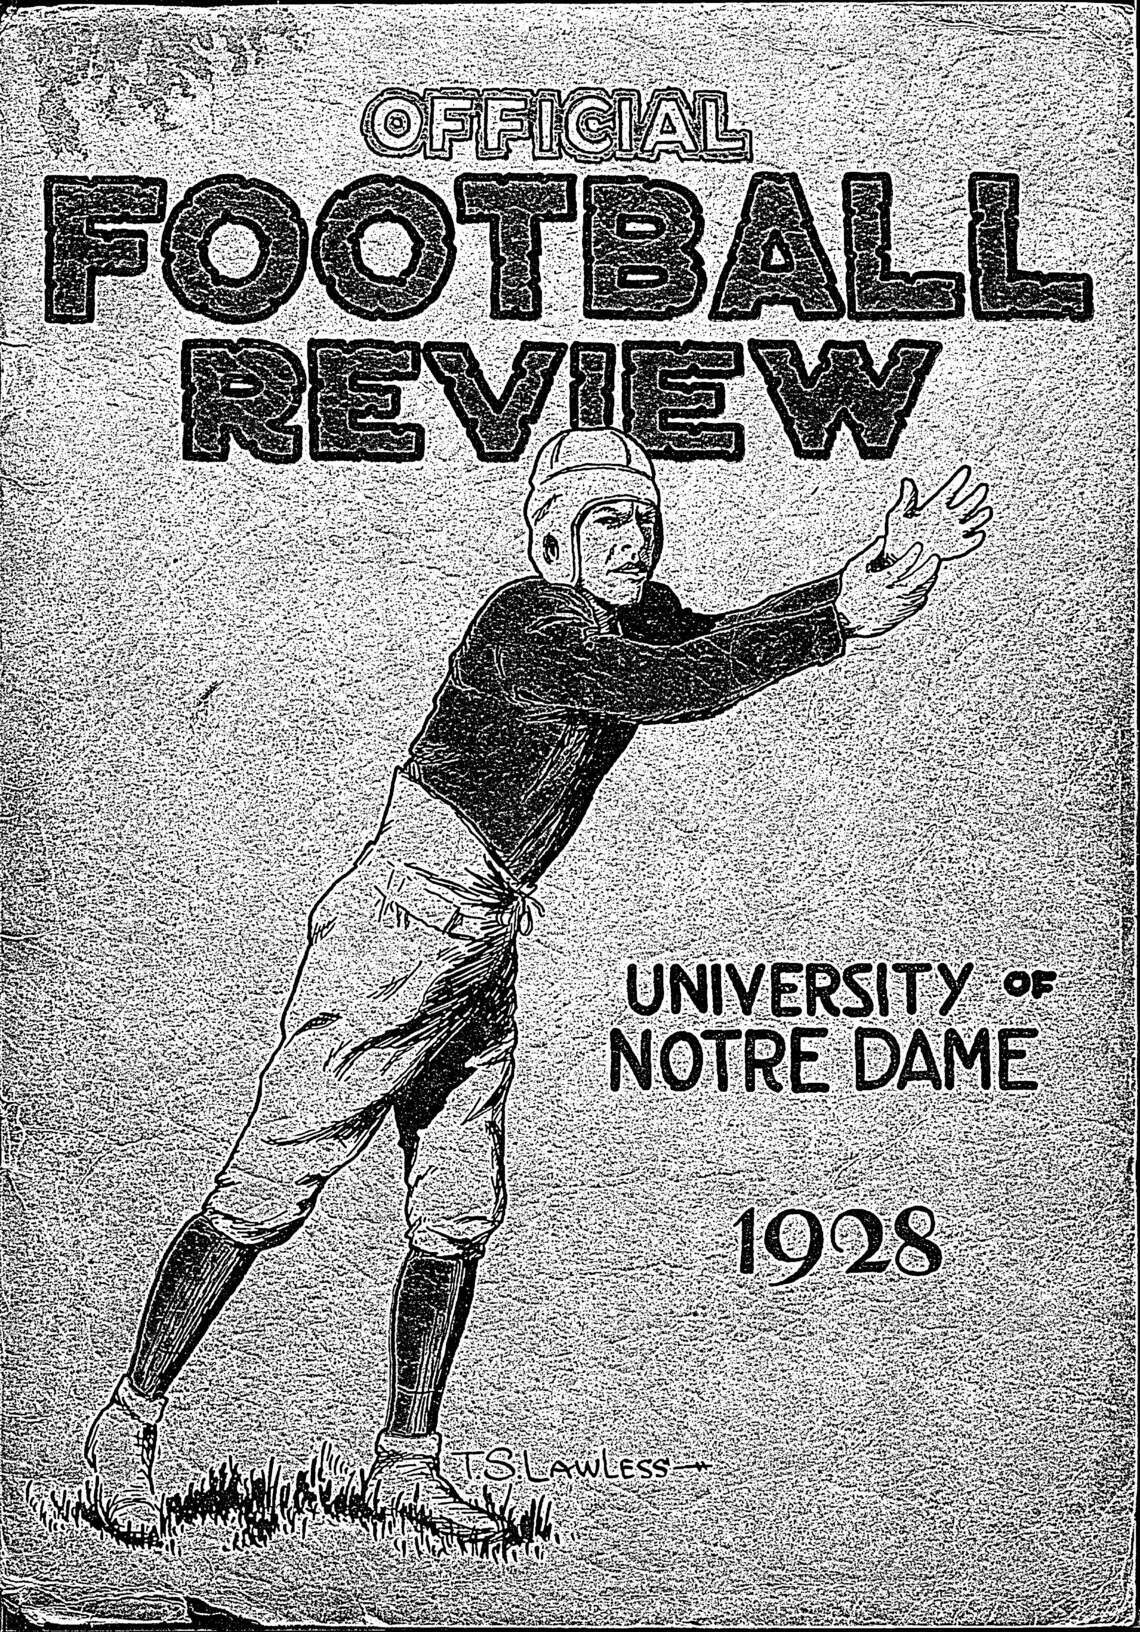 OFFICIAL
FOOTBALL
REVIEW
UNIVERSITY OF
NOTRE DAME
1928
T S LAWLESS